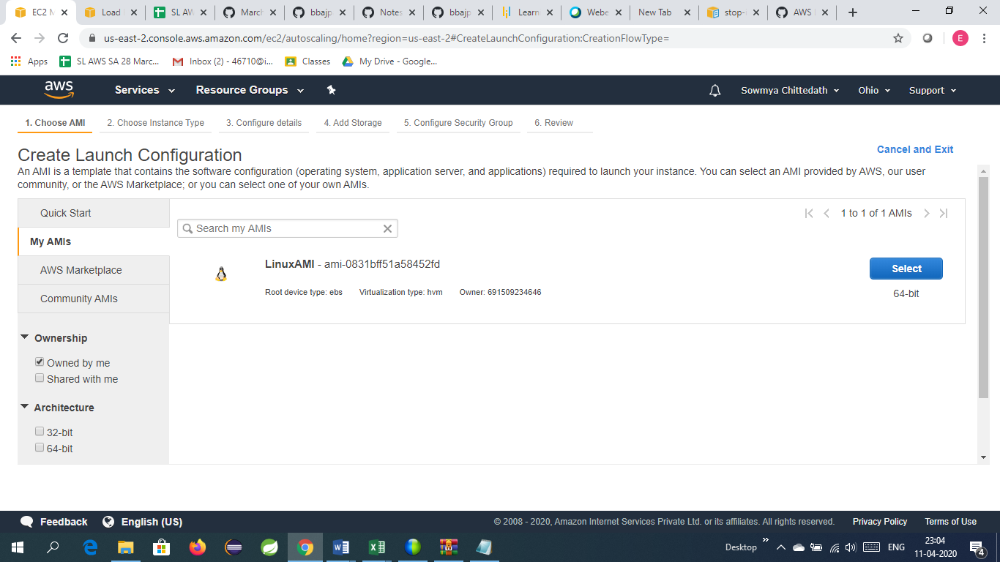 EC2 M
Load
SL AW
March
bbajp
Notes
bbajp
Learn
Webe
New Tab
stop-
AWS
us-east-2.console.aws.amazon.com/ec2/autoscaling/home?region=us-east-2#CreateLaunchConfiguration:CreationFlowType=
E
Apps
SL AWS SA 28 Marc...
Inbox (2) - 46710@i...
Classes
My Drive - Google...
aws
Services
Resource Groups
Sowmya Chittedath
Ohio
Support
1. Choose AMI
2. Choose Instance Type
3. Configure details
4. Add Storage
5. Configure Security Group
6. Review
Create Launch Configuration
Cancel and Exit
An AMI is a template that contains the software configuration (operating system, application server, and applications) required to launch your instance. You can select an AMI provided by AWS, our user
community, or the AWS Marketplace; or you can select one of your own AMIs.
Quick Start
My AMIs
AWS Marketplace
Community AMIs
1 to 1 of 1 AMIs
Search my AMIs
LinuxAMI - ami-0831bff51a58452fd
Root device type: ebs
Virtualization type: hvm
Owner: 691509234646
Select
64-bit
Ownership
Owned by me
Shared with me
Architecture
32-bit
64-bit
Feedback
English (US)
© 2008 - 2020, Amazon Internet Services Private Ltd. or its affiliates. All rights reserved.
Privacy Policy
Terms of Use
Desktop
ENG
23:04
11-04-2020
4